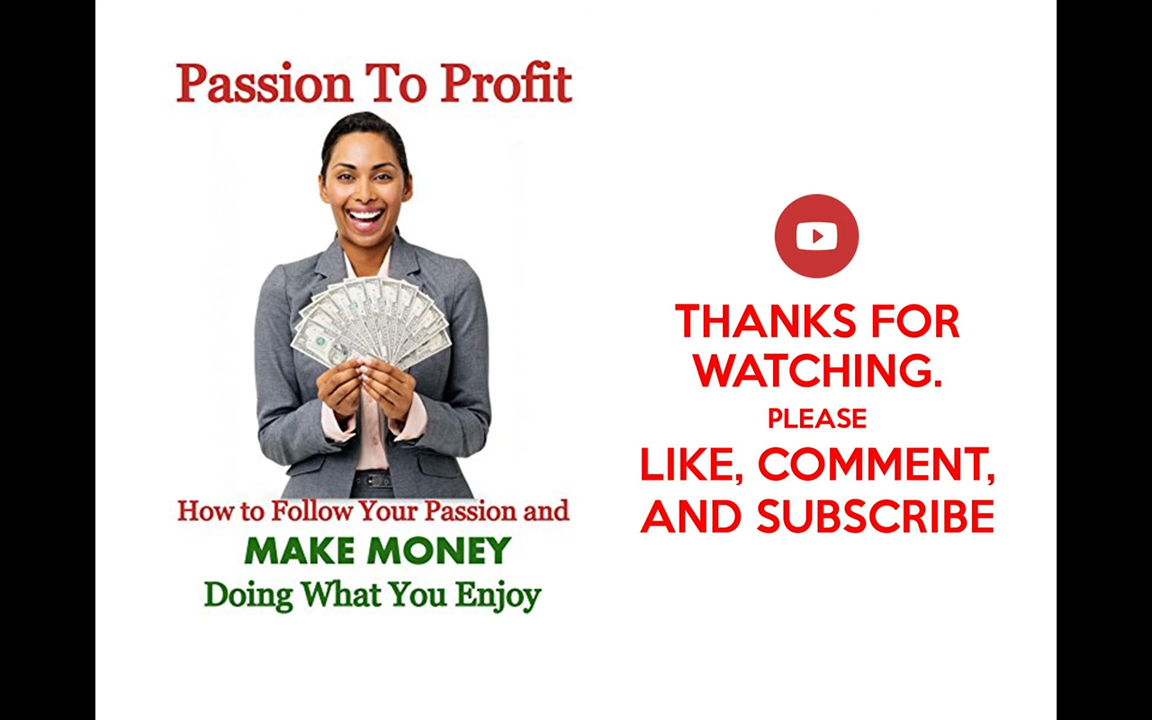 Passion To Profit
How to Follow Your Passion and
MAKE MONEY
Doing What You Enjoy
THANKS FOR
WATCHING.
PLEASE
LIKE, COMMENT,
AND SUBSCRIBE